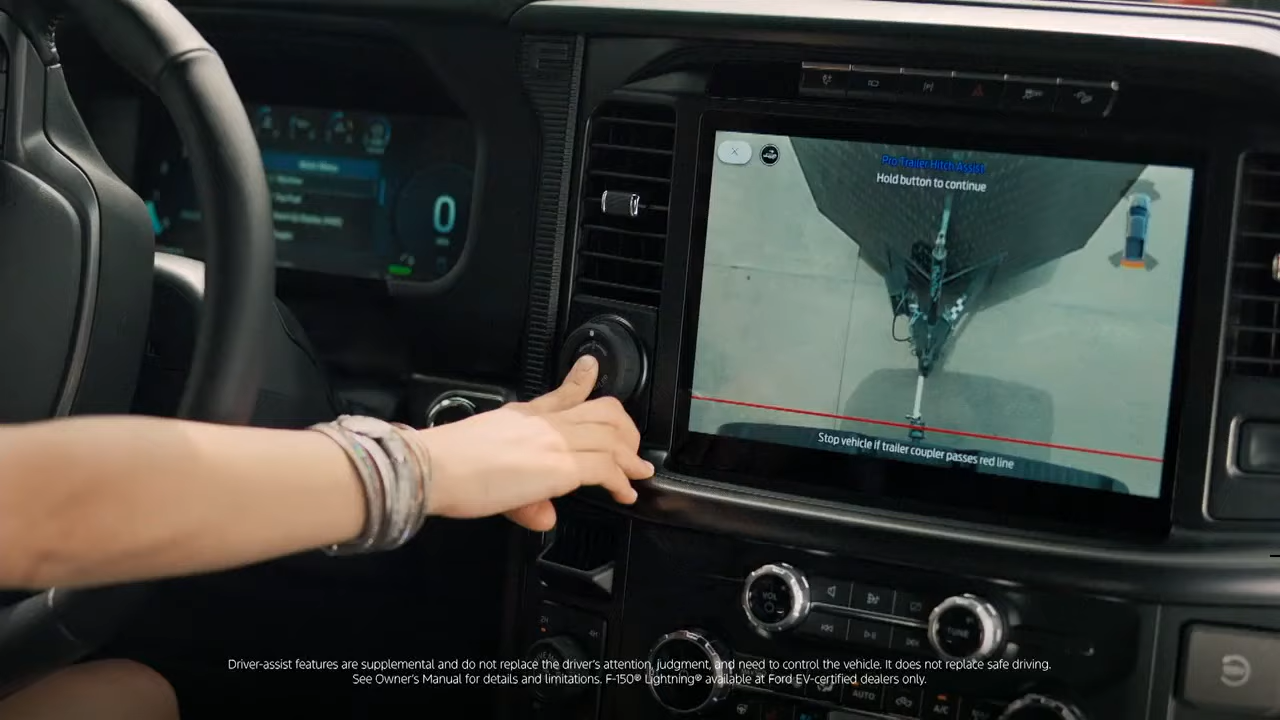 Pro Trailer Hitch Assist
Hold button to continue
0
Stop vehicle if trailer coupler passes red line
VOL
TUNE
2H
4H
AUTO
A/C
Driver-assist features are supplemental and do not replace the driver's attention, judgment, and need to control the vehicle. It does not replace safe driving.
See Owner's Manual for details and limitations. F-150® Lightning® available at Ford EV-certified dealers only.